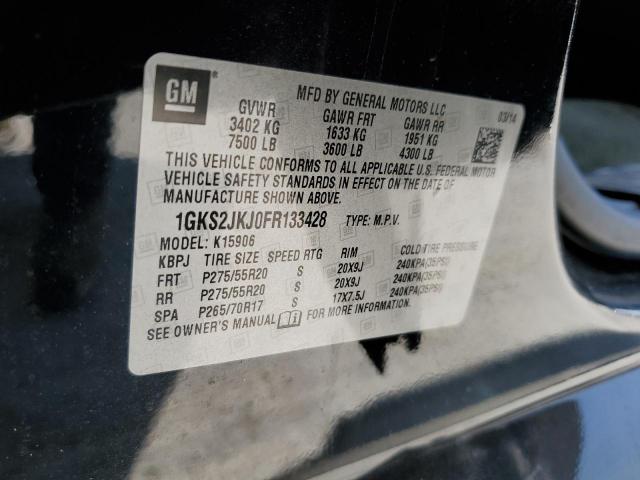 GM
MFD BY GENERAL MOTORS LLC
03/14
GVWR GAWR FRT GAWR RR
3402 KG 1633 KG 1951 KG
7500 LB 3600 LB 4300 LB
THIS VEHICLE CONFORMS TO ALL APPLICABLE U.S. FEDERAL MOTOR
VEHICLE SAFETY STANDARDS IN EFFECT ON THE DATE OF
MANUFACTURE SHOWN ABOVE.
1GKS2JKJ0FR133428 TYPE: M.P.V.
MODEL: K15906
KBPJ TIRE SIZE SPEED RTG RIM COLD TIRE PRESSURE
FRT P275/55R20 S 20X9J 240KPA(35PSI)
RR P275/55R20 S 20X9J 240KPA(35PSI)
SPA P265/70R17 S 17X7.5J 240KPA(35PSI)
SEE OWNER'S MANUAL FOR MORE INFORMATION.